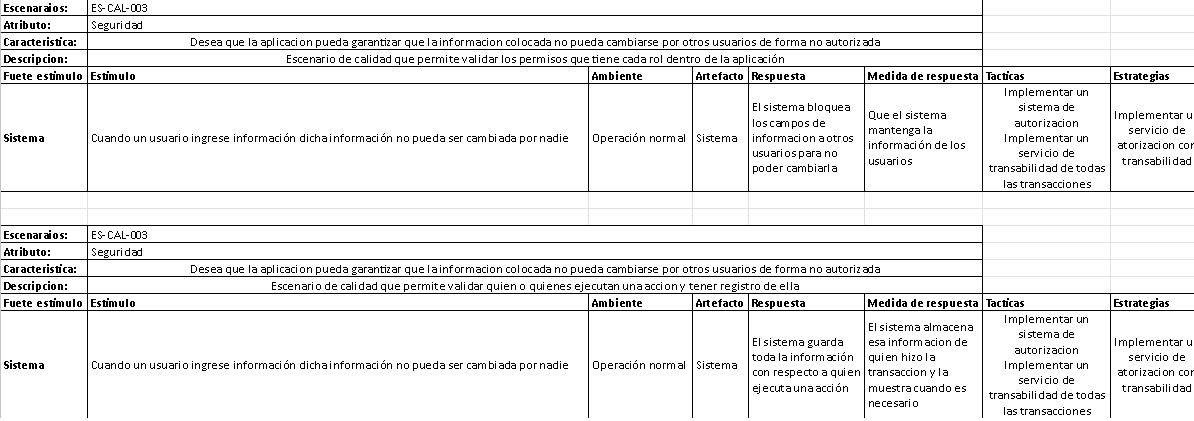 Escenaraios: ES-CAL-003
Atributo: Seguridad
Caracteristica: Desea que la aplicacion pueda garantizar que la informacion colocada no pueda cambiarse por otros usuarios de forma no autorizada
Descripcion: Escenario de calidad que permite validar los permisos que tiene cada rol dentro de la aplicación
Fuete estímulo Estímulo Ambiente Artefacto Respuesta Medida de respuesta Tactícas Estrategias
Sistema
Cuando un usuario ingrese información dicha información no pueda ser cambiada por nadie
Operación normal
Sistema
El sistema bloquea
los campos de
informacion a otros
usuarios para no
poder cambiarla
Que el sistema
mantenga la
información de los
usuarios
Implementar un
sistema de
autorizacion
Implementar un
servicio de
transabilidad de todas
las transacciones
Implementar u
servicio de
atorizacion cor
transabilidad
Escenaraios: ES-CAL-003
Atributo: Seguridad
Caracteristica: Desea que la aplicacion pueda garantizar que la informacion colocada no pueda cambiarse por otros usuarios de forma no autorizada
Descripcion: Escenario de calidad que permite validar quien o quienes ejecutan una accion y tener registro de ella
Fuete estímulo Estímulo Ambiente Artefacto Respuesta Medida de respuesta Tactícas Estrategias
Sistema
Cuando un usuario ingrese información dicha información no pueda ser cambiada por nadie
Operación normal
Sistema
El sistema guarda
toda la información
con respecto a quien
ejecuta una acción
El sistema almacena
esa informacion de
quien hizo la
transaccion y la
muestra cuando es
necesario
Implementar un
sistema de
autorizacion
Implementar un
servicio de
transabilidad de todas
las transacciones
Implementar u
servicio de
atorizacion cor
transabilidad